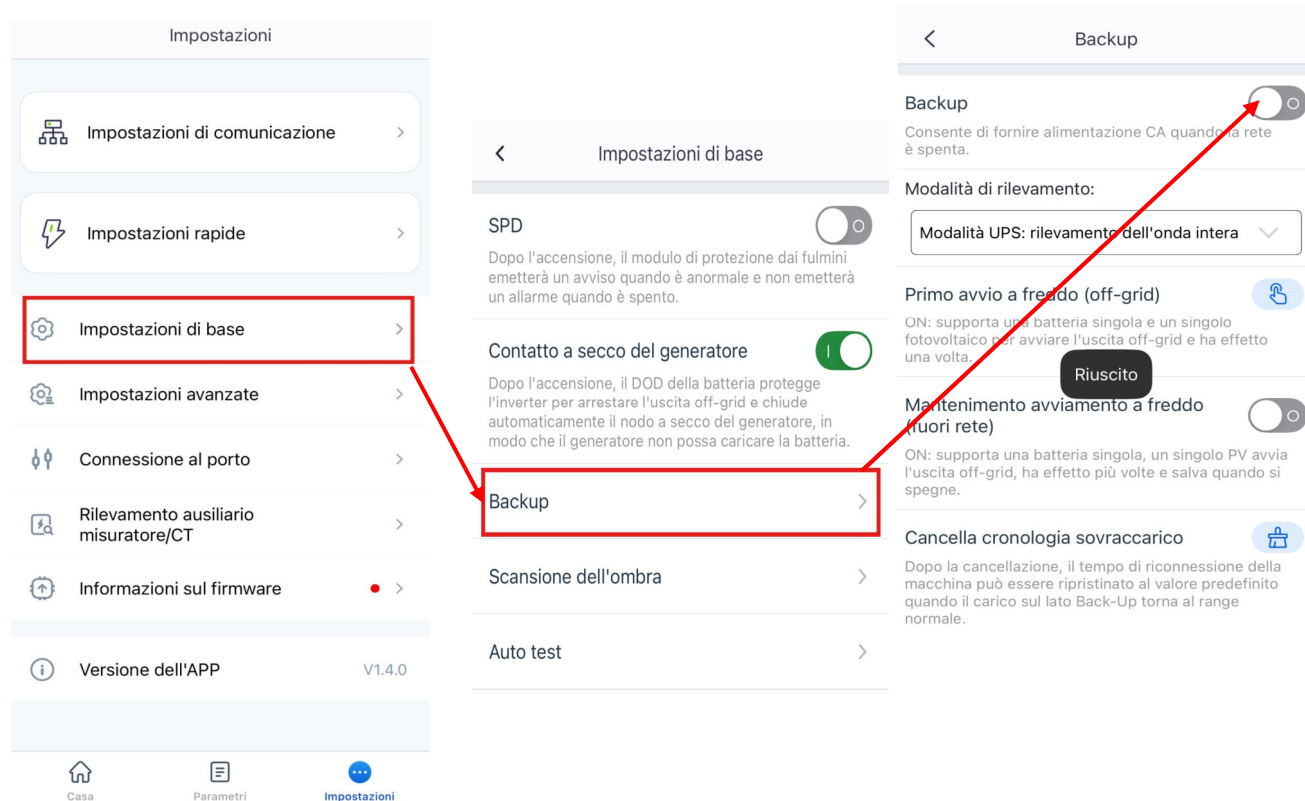 Impostazioni
Impostazioni di comunicazione
Impostazioni rapide
Impostazioni di base
Impostazioni avanzate
Connessione al porto
Rilevamento ausiliario
misuratore/CT
Informazioni sul firmware
Versione dell'APP V1.4.0
Casa Parametri Impostazioni
Impostazioni di base
SPD
Dopo l'accensione, il modulo di protezione dai fulmini
emetterà un avviso quando è anormale e non emetterà
un allarme quando è spento.
Contatto a secco del generatore
Dopo l'accensione, il DOD della batteria protegge
l'inverter per arrestare l'uscita off-grid e chiude
automaticamente il nodo a secco del generatore, in
modo che il generatore non possa caricare la batteria.
Backup
Scansione dell'ombra
Auto test
Backup
Backup
Consente di fornire alimentazione CA quando la rete
è spenta.
Modalità di rilevamento:
Modalità UPS: rilevamento dell'onda intera
Primo avvio a freddo (off-grid)
ON: supporta una batteria singola e un singolo
fotovoltaico per avviare l'uscita off-grid e ha effetto
una volta.
Riuscito
Mantenimento avviamento a freddo
(fuori rete)
ON: supporta una batteria singola, un singolo PV avvia
l'uscita off-grid, ha effetto più volte e salva quando si
spegne.
Cancella cronologia sovraccarico
Dopo la cancellazione, il tempo di riconnessione della
macchina può essere ripristinato al valore predefinito
quando il carico sul lato Back-Up torna al range
normale.